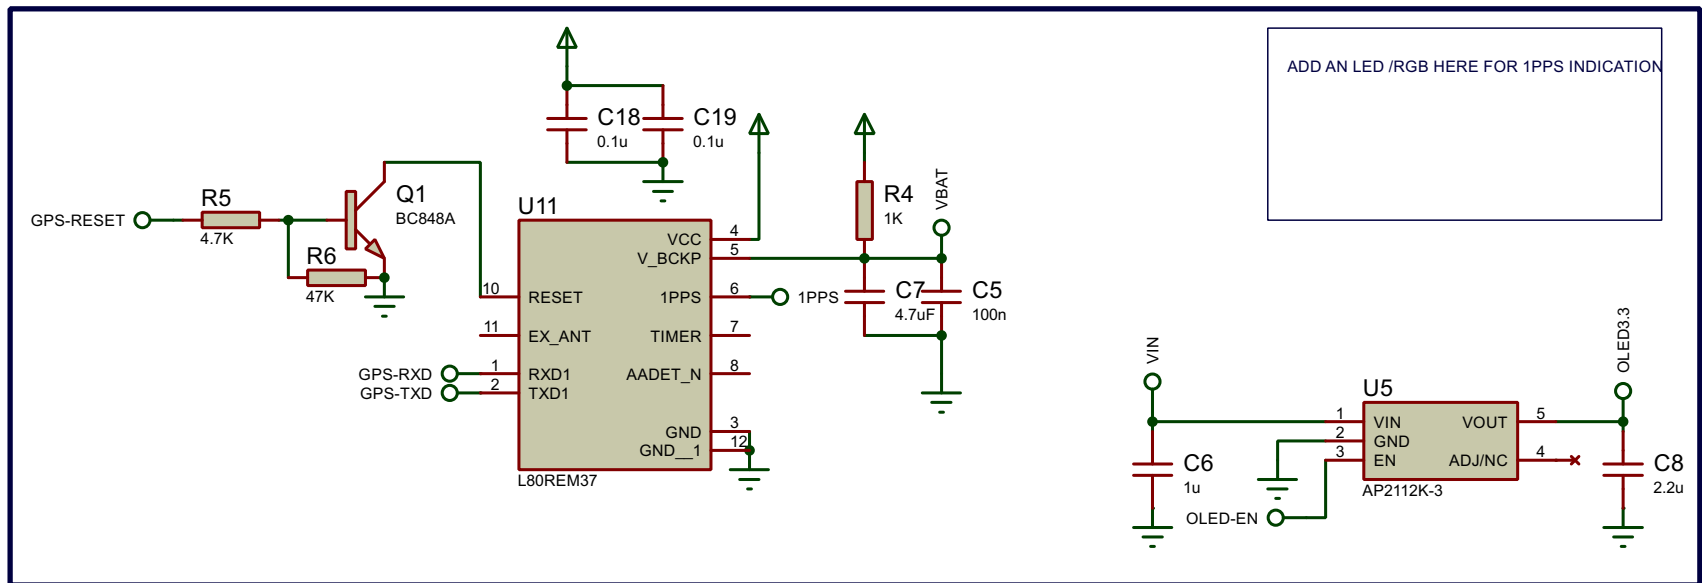 ADD AN LED /RGB HERE FOR 1PPS INDICATION
C18
0.1u
C19
0.1u
R5
4.7K
GPS-RESET
Q1
BC848A
R6
47K
R4
1K
VBAT
U11
VCC 4
V_BCKP 5
10 RESET
1PPS 6
1PPS
11 EX_ANT
TIMER 7
1 RXD1
AADET_N 8
2 TXD1
GPS-RXD
GPS-TXD
GND 3
GND__1 12
L80REM37
C7
4.7uF
C5
100n
VIN
OLED3.3
U5
1 VIN
VOUT 5
2 GND
3 EN
ADJ/NC 4
AP2112K-3
C6
1u
OLED-EN
C8
2.2u